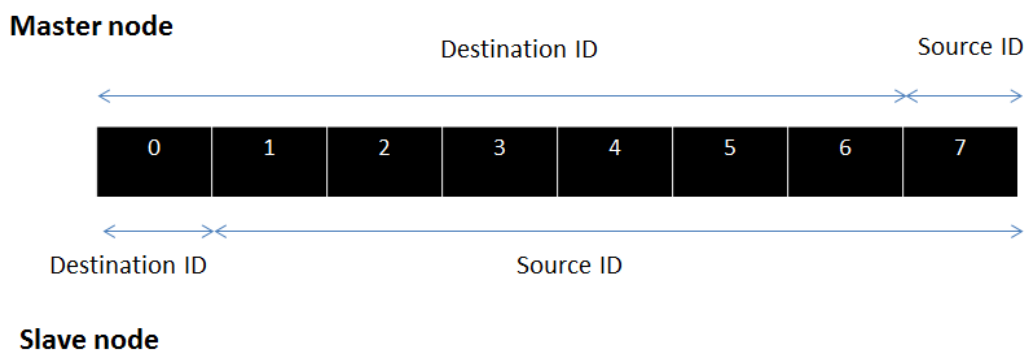 Master node
Destination ID
Source ID
0 1 2 3 4 5 6 7
Destination ID
Source ID
Slave node